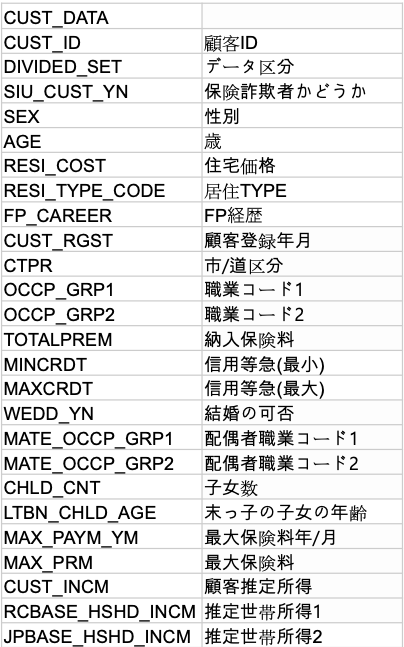 CUST_DATA
CUST_ID 顧客ID
DIVIDED_SET データ区分
SIU_CUST_YN 保険詐欺者かどうか
SEX 性別
AGE 歳
RESI_COST 住宅価格
RESI_TYPE_CODE 居住TYPE
FP_CAREER FP経歴
CUST_RGST 顧客登録年月
CTPR 市/道区分
OCCP_GRP1 職業コード1
OCCP_GRP2 職業コード2
TOTALPREM 納入保険料
MINCRDT 信用等急(最小)
MAXCRDT 信用等急(最大)
WEDD_YN 結婚の可否
MATE_OCCP_GRP1 配偶者職業コード1
MATE_OCCP_GRP2 配偶者職業コード2
CHLD_CNT 子女数
LTBN_CHLD_AGE 末っ子の子女の年齢
MAX_PAYM_YM 最大保険料年/月
MAX_PRM 最大保険料
CUST_INCM 顧客推定所得
RCBASE_HSHD_INCM 推定世帯所得1
JPBASE_HSHD_INCM 推定世帯所得2